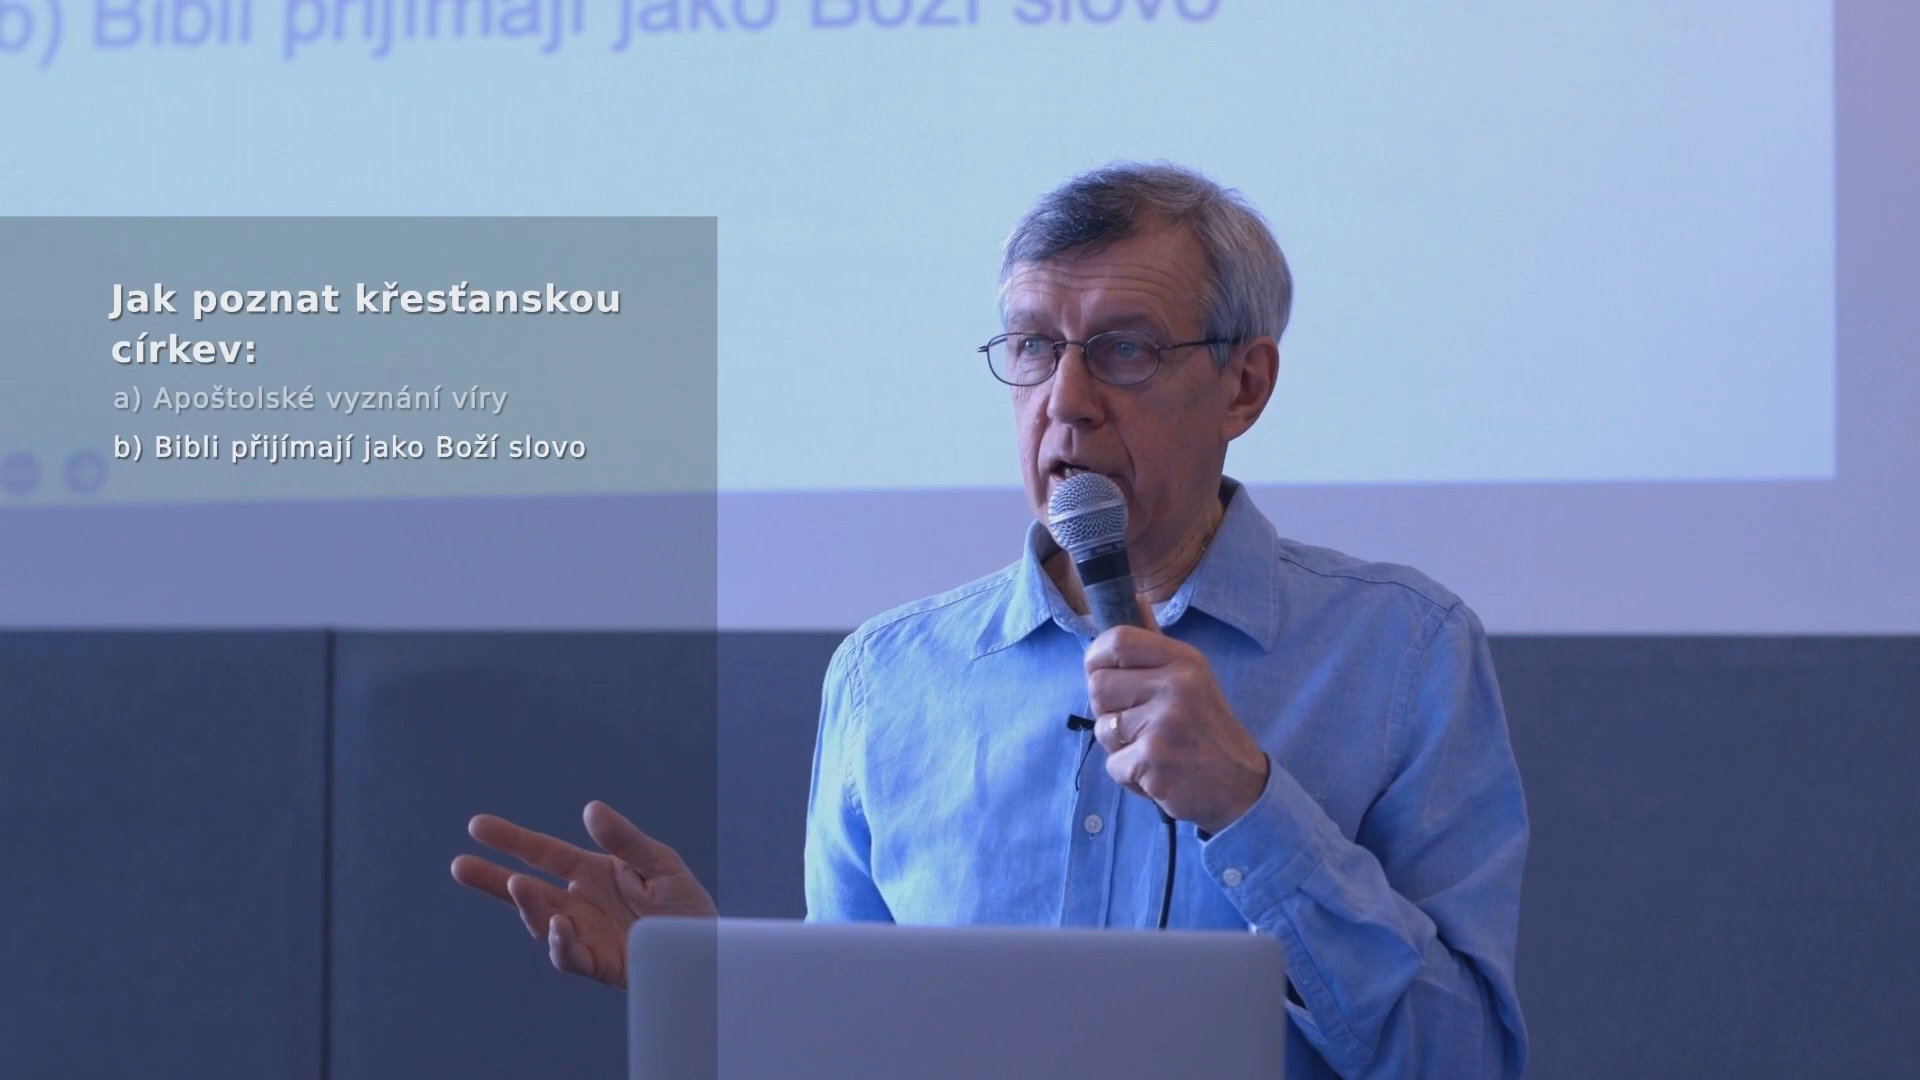 b) Bibli přijímají jako Boží slovo
Jak poznat křesťanskou
církev:
a) Apoštolské vyznání víry
b) Bibli přijímají jako Boží slovo